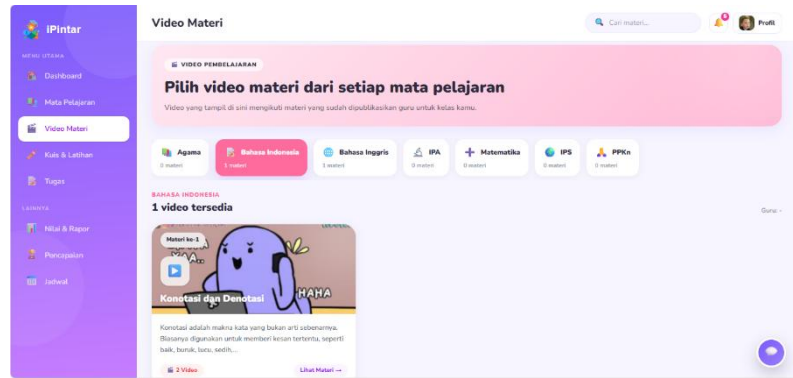 iPintar
Video Materi
Cari materi...
Profil
MENU UTAMA
Dashboard
Mata Pelajaran
Video Materi
Kuis & Latihan
Tugas
LAINNYA
Nilai & Rapor
Pencapaian
Jadwal
VIDEO PEMBELAJARAN
Pilih video materi dari setiap mata pelajaran
Video yang tampil di sini mengikuti materi yang sudah dipublikasikan guru untuk kelas kamu.
Agama
0 materi
Bahasa Indonesia
1 materi
Bahasa Inggris
1 materi
IPA
0 materi
Matematika
0 materi
IPS
0 materi
PPKn
0 materi
BAHASA INDONESIA
1 video tersedia
Guru: -
Materi ke-1
YAA..
HAHA
Konotasi dan Denotasi
Konotasi adalah makna kata yang bukan arti sebenarnya.
Biasanya digunakan untuk memberi kesan tertentu, seperti
baik, buruk, lucu, sedih,...
2 Video
Lihat Materi →